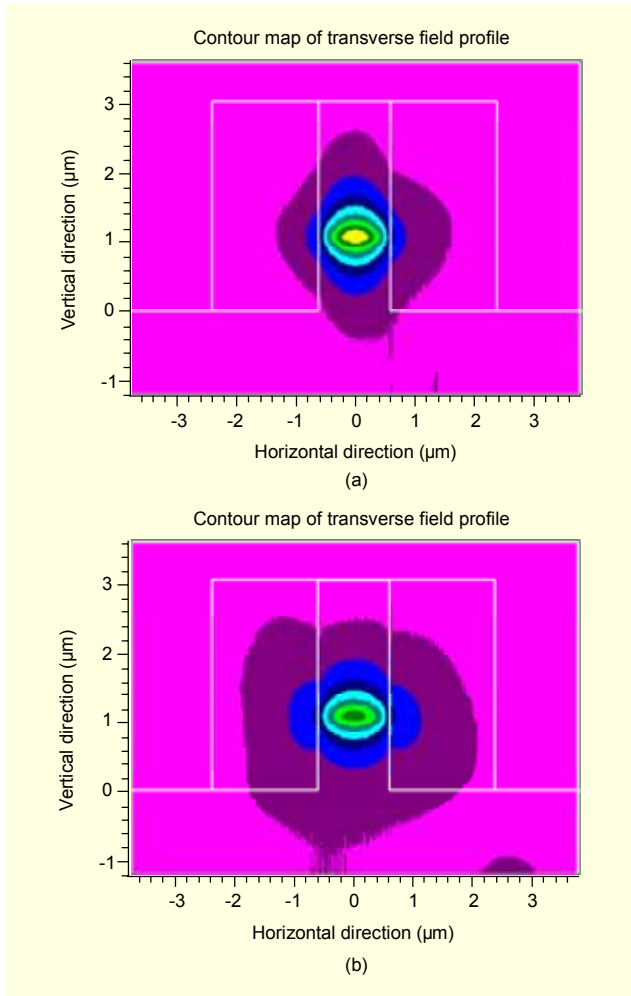 Contour map of transverse field profile
Vertical direction (µm)
3
2
1
0
-1
-3 -2 -1 0 1 2 3
Horizontal direction (µm)
(a)
Contour map of transverse field profile
Vertical direction (µm)
3
2
1
0
-1
-3 -2 -1 0 1 2 3
Horizontal direction (µm)
(b)